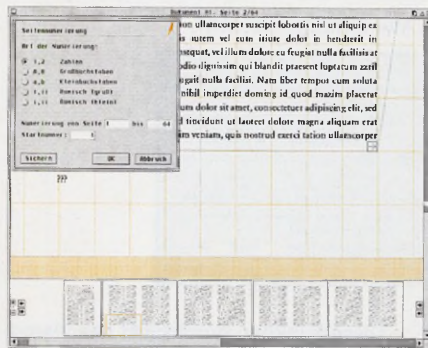 Dokument #1, Seite 2/64
Seitennumerierung
Art der Numerierung:
1,2 Zahlen
A,B Großbuchstaben
a,b Kleinbuchstaben
I,II Römisch (groß)
i,ii Römisch (klein)
Numerierung von Seite 1 bis 64
Startnummer: 1
Sichern OK Abbruch
???
ion ullamcorper suscipit lobortis nisl ut aliquip ex
is autem vel eum iriure dolor in hendrerit in
nsequat, vel illum dolore eu feugiat nulla facilisis at
odio dignissim qui blandit praesent luptatum zzril
ugait nulla facilisi. Nam liber tempor cum soluta
nihil imperdiet doming id quod mazim placerat
um dolor sit amet, consectetuer adipiscing elit, sed
d tincidunt ut laoreet dolore magna aliquam erat
im veniam, quis nostrud exerci tation ullamcorper